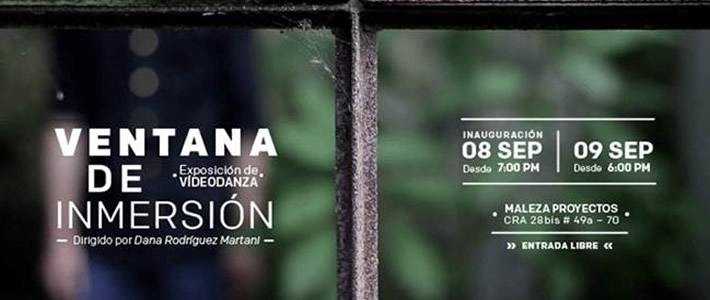 VENTANA
DE
Exposición de
VIDEODANZA
INMERSIÓN
Dirigido por Dana Rodríguez Martani
INAUGURACIÓN
08 SEP
Desde 7:00 PM
09 SEP
Desde 6:00 PM
MALEZA PROYECTOS
CRA 28bis # 49a - 70
» ENTRADA LIBRE «